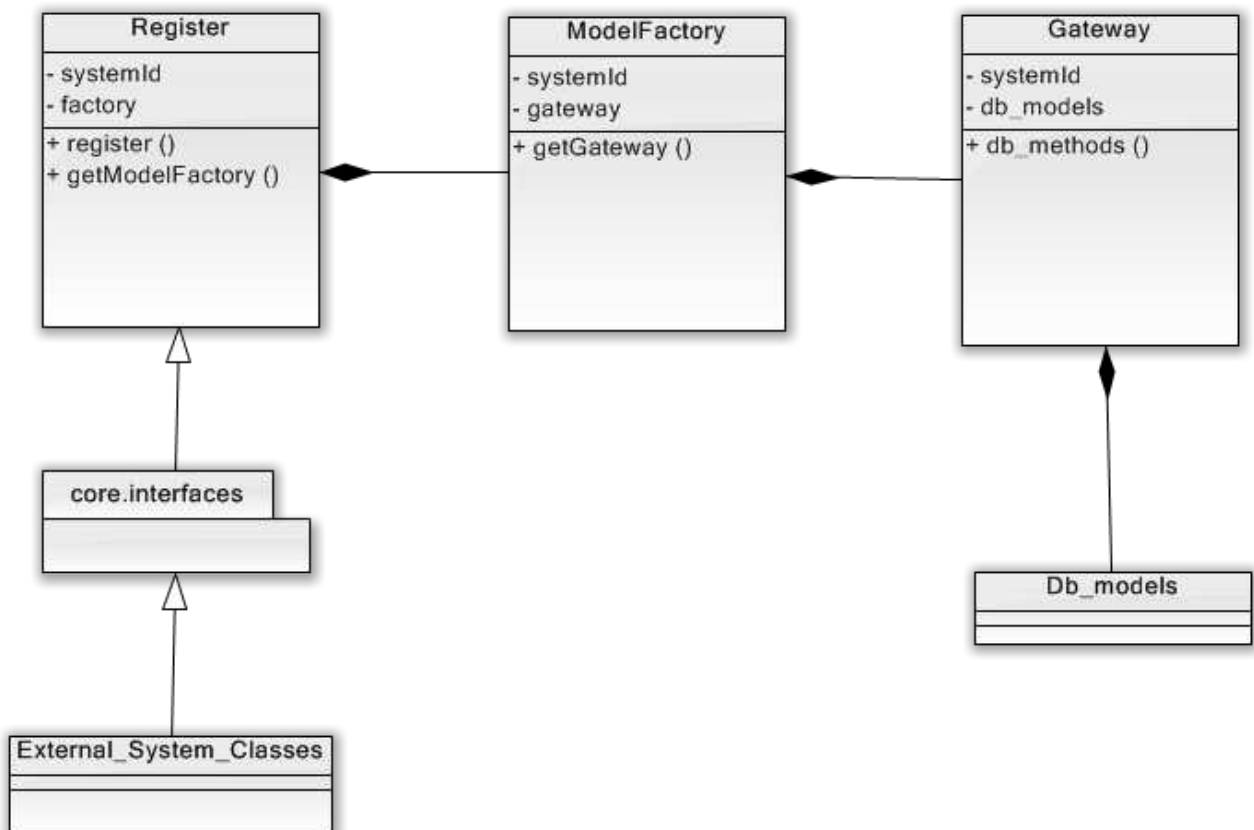 Register
- systemId
- factory
+ register ()
+ getModelFactory ()
ModelFactory
- systemId
- gateway
+ getGateway ()
Gateway
- systemId
- db_models
+ db_methods ()
core.interfaces
Db_models
External_System_Classes